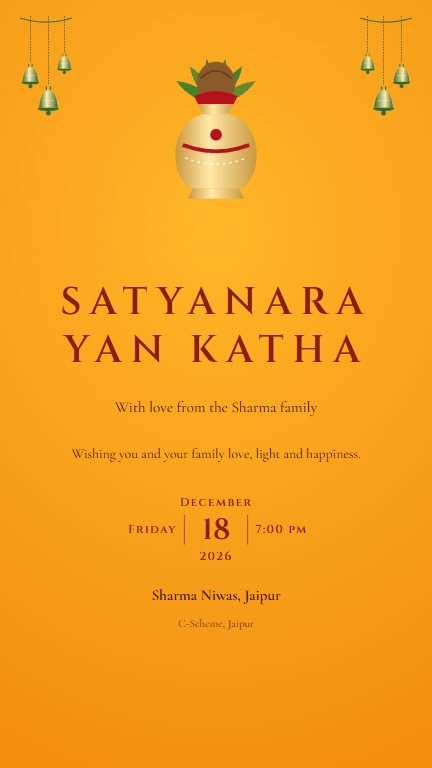 SATYANARA
YAN KATHA
With love from the Sharma family
Wishing you and your family love, light and happiness.
December
Friday 18 7:00 PM
2026
Sharma Niwas, Jaipur
C-Scheme, Jaipur